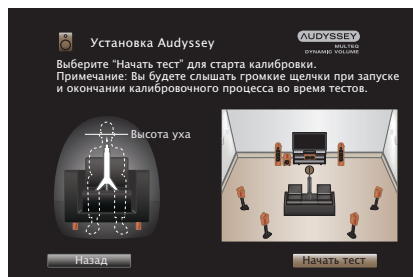 Установка Audyssey
AUDYSSEY
MULTEQ
DYNAMIC VOLUME
Выберите “Начать тест” для старта калибровки.
Примечание: Вы будете слышать громкие щелчки при запуске
и окончании калибровочного процесса во время тестов.
Высота уха
Назад
Начать тест